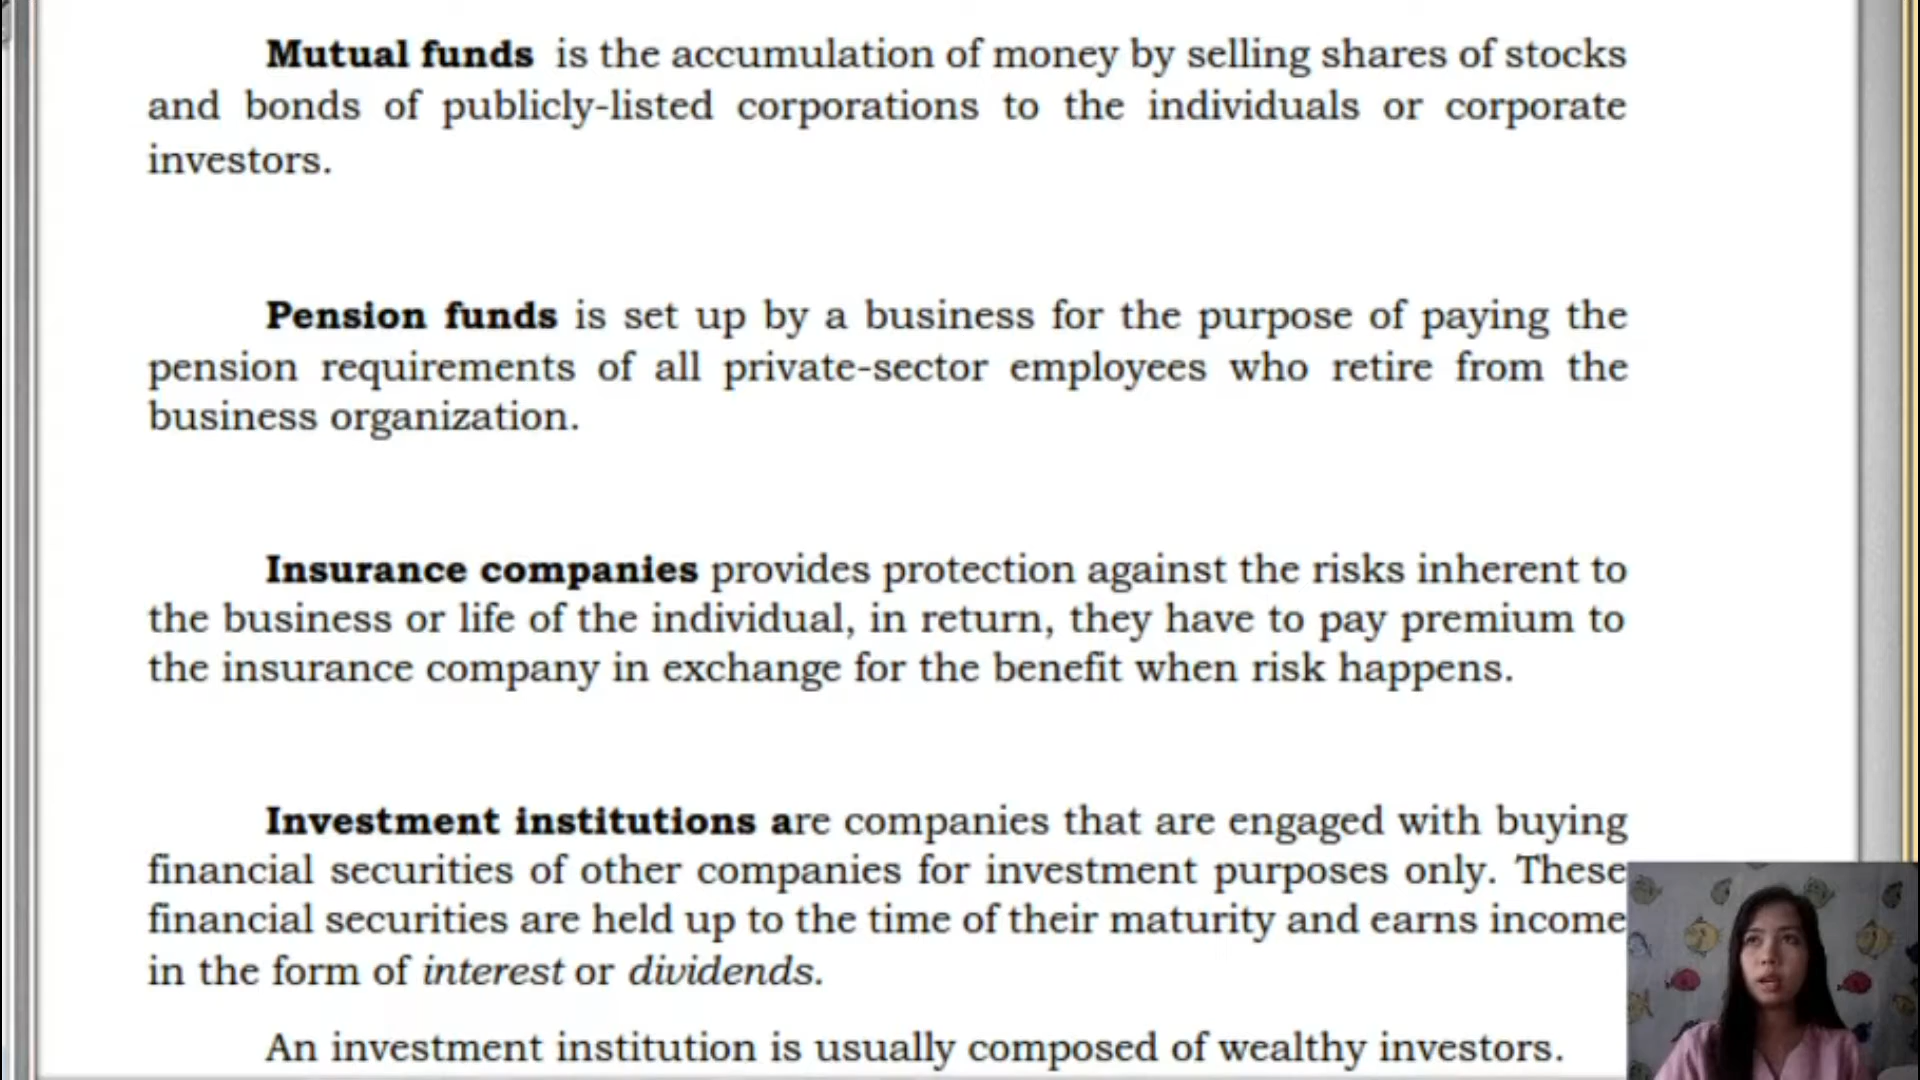 Mutual funds is the accumulation of money by selling shares of stocks
and bonds of publicly-listed corporations to the individuals or corporate
investors.
Pension funds is set up by a business for the purpose of paying the
pension requirements of all private-sector employees who retire from the
business organization.
Insurance companies provides protection against the risks inherent to
the business or life of the individual, in return, they have to pay premium to
the insurance company in exchange for the benefit when risk happens.
Investment institutions are companies that are engaged with buying
financial securities of other companies for investment purposes only. These
financial securities are held up to the time of their maturity and earns income
in the form of interest or dividends.
An investment institution is usually composed of wealthy investors.